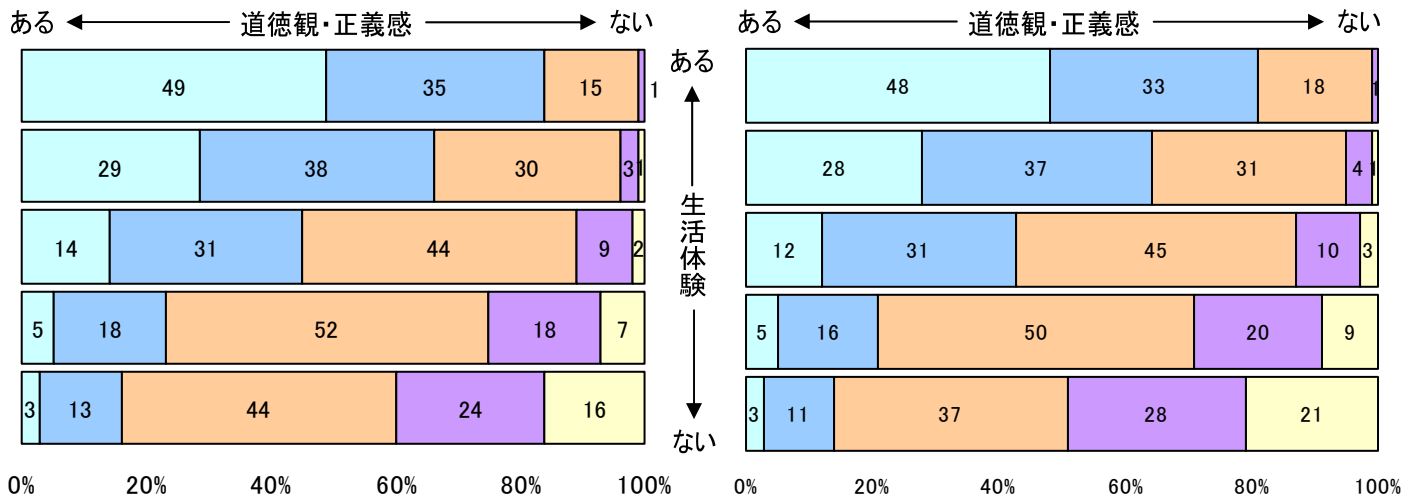 ある 道徳観・正義感 ない
49 35 15 1
29 38 30 3 1
14 31 44 9 2
5 18 52 18 7
3 13 44 24 16
0% 20% 40% 60% 80% 100%
ある
生活体験
ない
ある 道徳観・正義感 ない
48 33 18 1
28 37 31 4 1
12 31 45 10 3
5 16 50 20 9
3 11 37 28 21
0% 20% 40% 60% 80% 100%